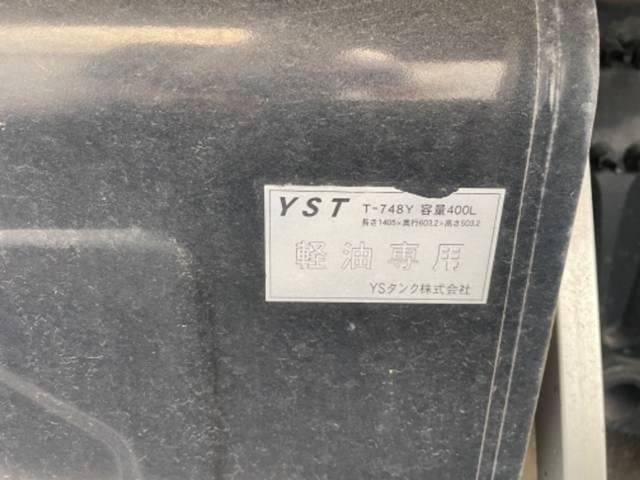 YST T-748Y 容量400L
長さ1405×奥行603.2×高さ503.2
軽油専用
YSタンク株式会社